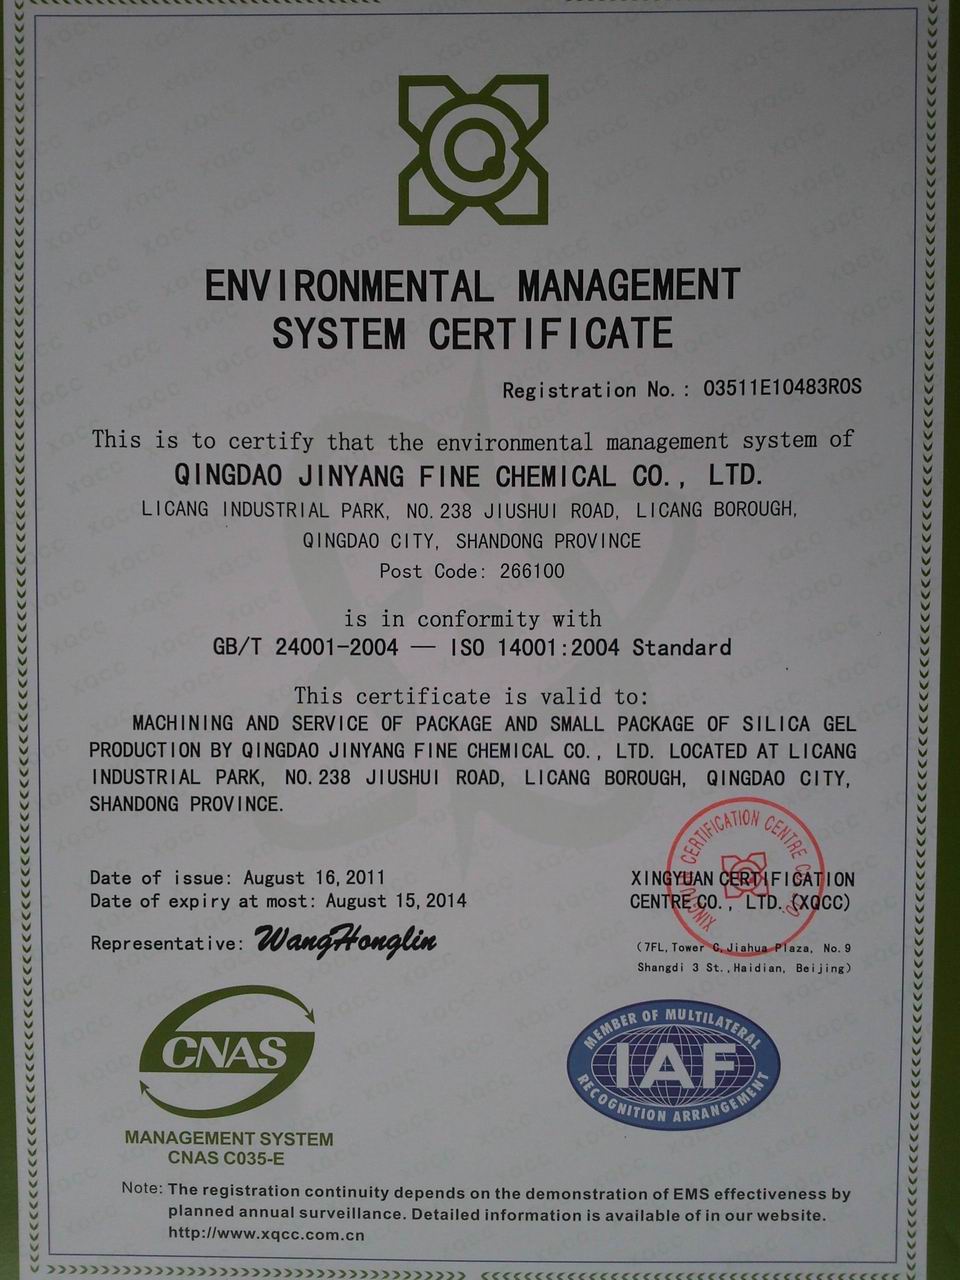 ENVIRONMENTAL MANAGEMENT
SYSTEM CERTIFICATE
Registration No.: 03511E10483R0S
This is to certify that the environmental management system of
QINGDAO JINYANG FINE CHEMICAL CO., LTD.
LICANG INDUSTRIAL PARK, NO.238 JIUSHUI ROAD, LICANG BOROUGH,
QINGDAO CITY, SHANDONG PROVINCE
Post Code: 266100
is in conformity with
GB/T 24001-2004 — ISO 14001:2004 Standard
This certificate is valid to:
MACHINING AND SERVICE OF PACKAGE AND SMALL PACKAGE OF SILICA GEL
PRODUCTION BY QINGDAO JINYANG FINE CHEMICAL CO., LTD. LOCATED AT LICANG
INDUSTRIAL PARK, NO.238 JIUSHUI ROAD, LICANG BOROUGH, QINGDAO CITY,
SHANDONG PROVINCE.
Date of issue: August 16,2011
Date of expiry at most: August 15,2014
Representative: WangHonglin
XINGYUAN CERTIFICATION
CENTRE CO., LTD.(XQCC)
(7FL,Tower C,Jiahua Plaza, No.9
Shangdi 3 St.,Haidian, Beijing)
XINGYUAN CERTIFICATION CENTRE CO.
CNAS
MANAGEMENT SYSTEM
CNAS C035-E
MEMBER OF MULTILATERAL
IAF
RECOGNITION ARRANGEMENT
Note: The registration continuity depends on the demonstration of EMS effectiveness by
planned annual surveillance. Detailed information is available of in our website.
http://www.xqcc.com.cn